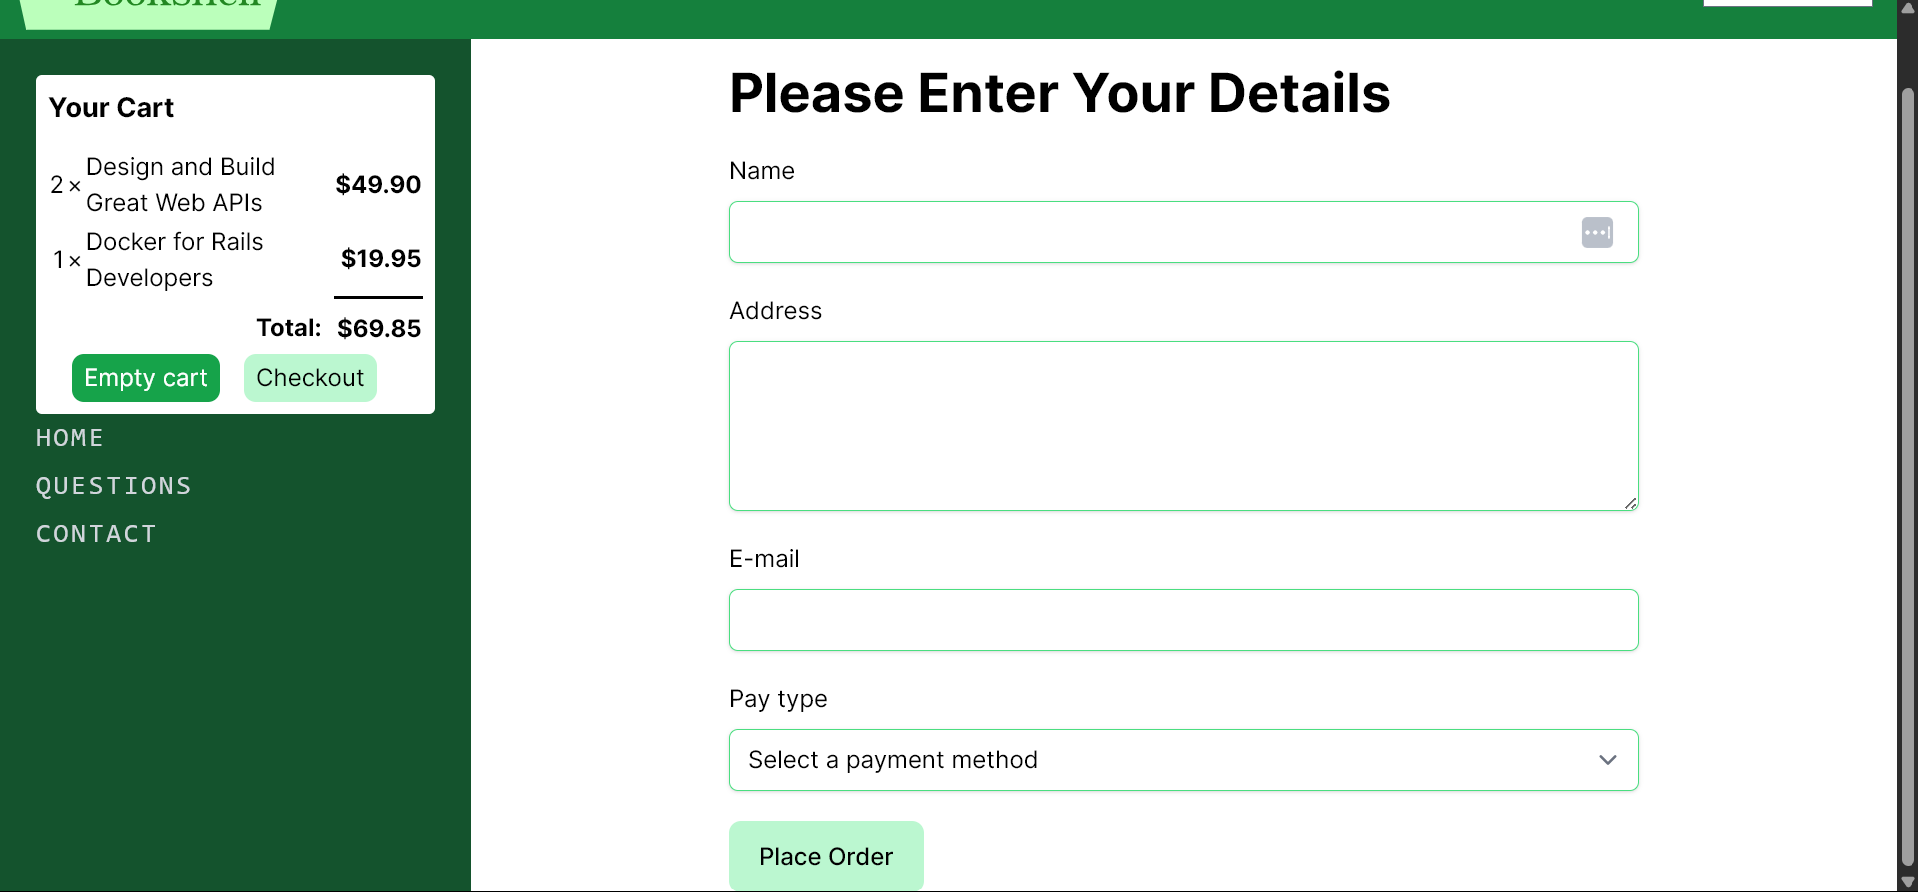 Bookshelf
Your Cart
2 × Design and Build Great Web APIs $49.90
1 × Docker for Rails Developers $19.95
Total: $69.85
Empty cart Checkout
HOME
QUESTIONS
CONTACT
Please Enter Your Details
Name
Address
E-mail
Pay type
Select a payment method
Place Order